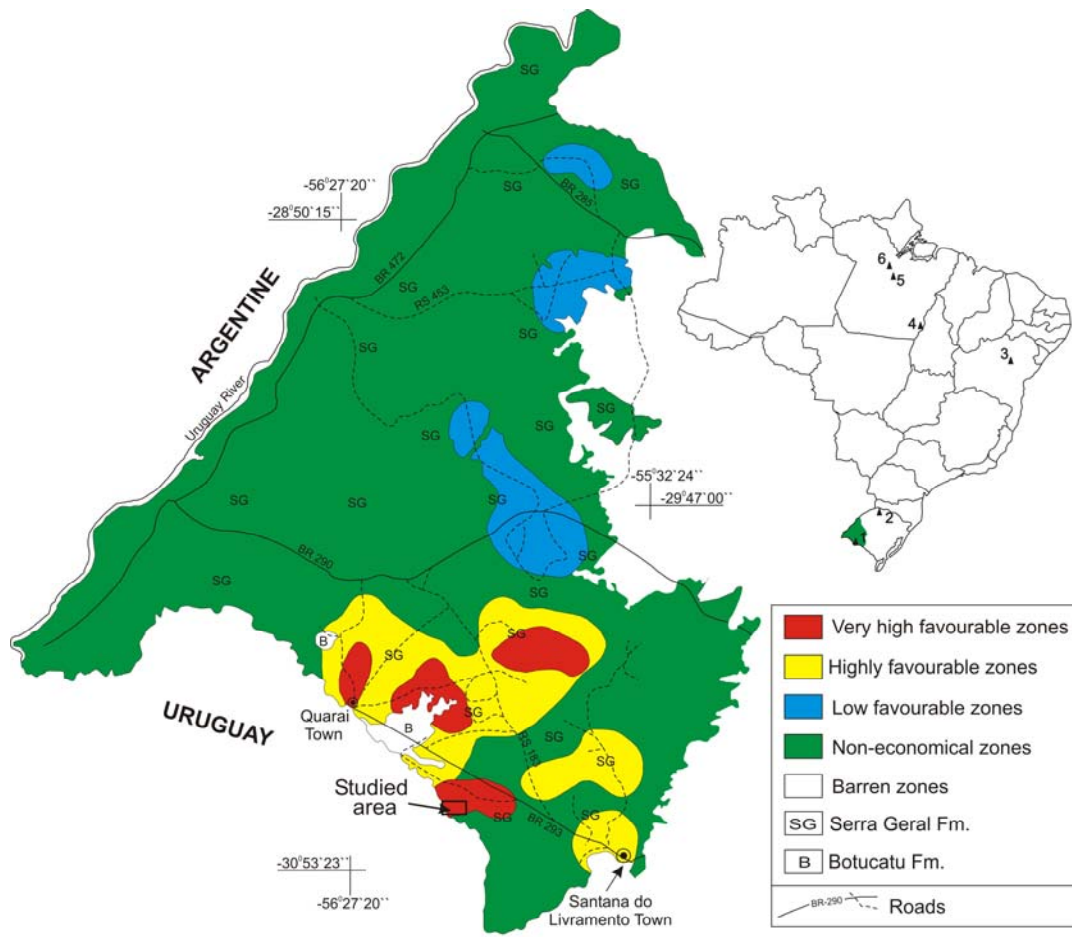 SG
SG
SG
BR 285
-56°27`20``
-28°50`15``
BR 472
SG
RS 453
SG
SG
ARGENTINE
Uruguay River
SG
SG
SG
-55°32`24``
-29°47`00``
SG
SG
SG
BR 290
SG
SG
SG
B
SG
SG
Quarai
Town
B
SG
URUGUAY
RS 183
SG
SG
Studied
area
SG
BR 293
SG
-30°53`23``
-56°27`20``
Santana do
Livramento Town
6
5
4
3
2
1
Very high favourable zones
Highly favourable zones
Low favourable zones
Non-economical zones
Barren zones
SG Serra Geral Fm.
B Botucatu Fm.
BR-290 Roads